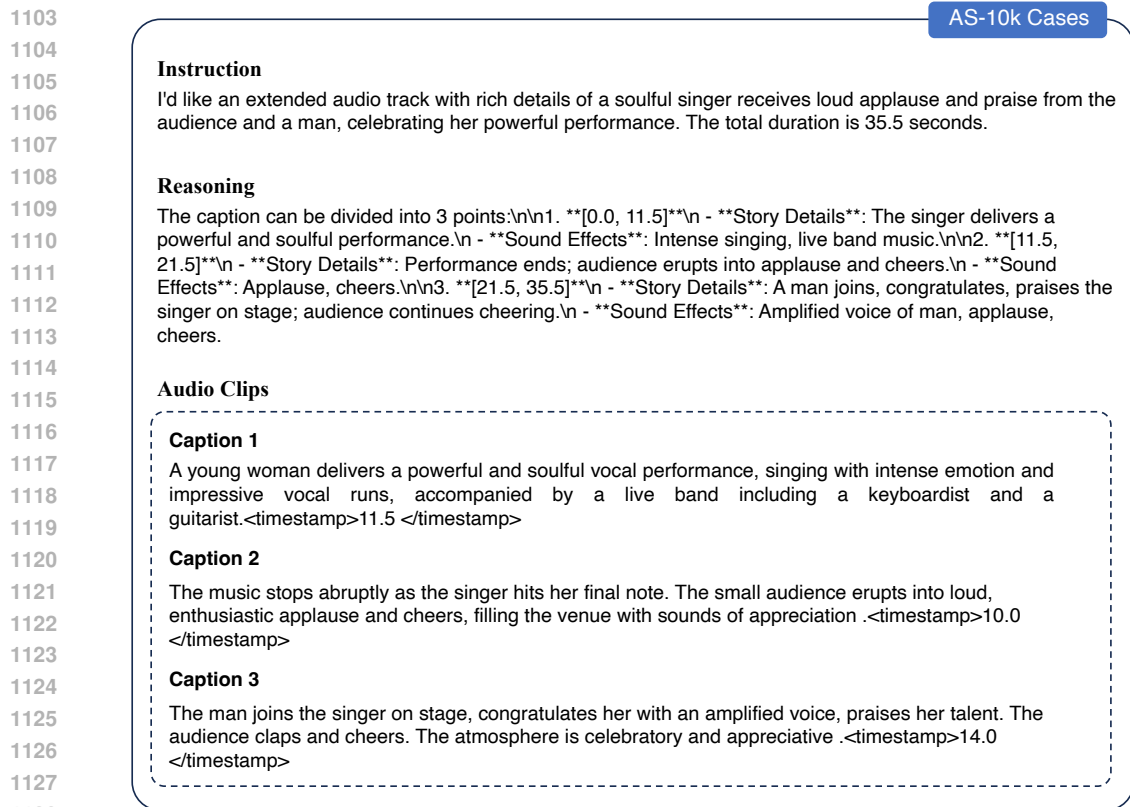 AS-10k Cases
1103
1104
1105
1106
1107
1108
1109
1110
1111
1112
1113
1114
1115
1116
1117
1118
1119
1120
1121
1122
1123
1124
1125
1126
1127
Instruction
I'd like an extended audio track with rich details of a soulful singer receives loud applause and praise from the
audience and a man, celebrating her powerful performance. The total duration is 35.5 seconds.
Reasoning
The caption can be divided into 3 points:\n\n1. **[0.0, 11.5]**\n - **Story Details**: The singer delivers a
powerful and soulful performance.\n - **Sound Effects**: Intense singing, live band music.\n\n2. **[11.5,
21.5]**\n - **Story Details**: Performance ends; audience erupts into applause and cheers.\n - **Sound
Effects**: Applause, cheers.\n\n3. **[21.5, 35.5]**\n - **Story Details**: A man joins, congratulates, praises the
singer on stage; audience continues cheering.\n - **Sound Effects**: Amplified voice of man, applause,
cheers.
Audio Clips
Caption 1
A young woman delivers a powerful and soulful vocal performance, singing with intense emotion and
impressive vocal runs, accompanied by a live band including a keyboardist and a
guitarist.<timestamp>11.5 </timestamp>
Caption 2
The music stops abruptly as the singer hits her final note. The small audience erupts into loud,
enthusiastic applause and cheers, filling the venue with sounds of appreciation .<timestamp>10.0
</timestamp>
Caption 3
The man joins the singer on stage, congratulates her with an amplified voice, praises her talent. The
audience claps and cheers. The atmosphere is celebratory and appreciative .<timestamp>14.0
</timestamp>